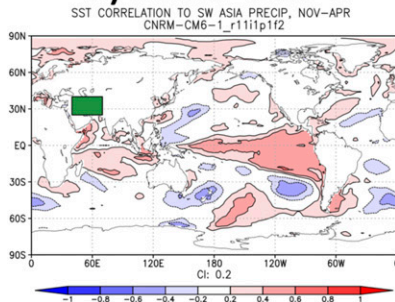 SST CORRELATION TO SW ASIA PRECIP, NOV-APR
CNRM-CM6-1_r11i1p1f2
90N
60N
30N
EQ
30S
60S
90S
0 60E 120E 180 120W 60W 0
CI: 0.2
-1 -0.8 -0.6 -0.4 -0.2 0.2 0.4 0.6 0.8 1